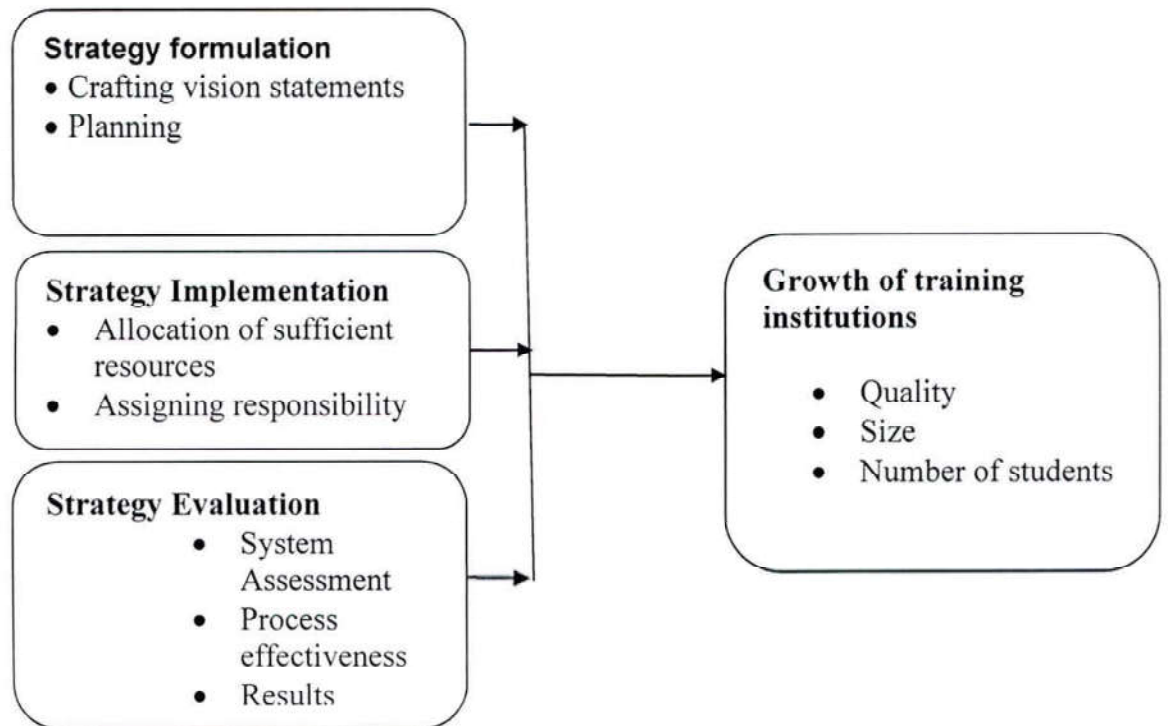 Strategy formulation
• Crafting vision statements
• Planning
Strategy Implementation
• Allocation of sufficient
resources
• Assigning responsibility
Strategy Evaluation
• System
Assessment
• Process
effectiveness
• Results
Growth of training
institutions
• Quality
• Size
• Number of students